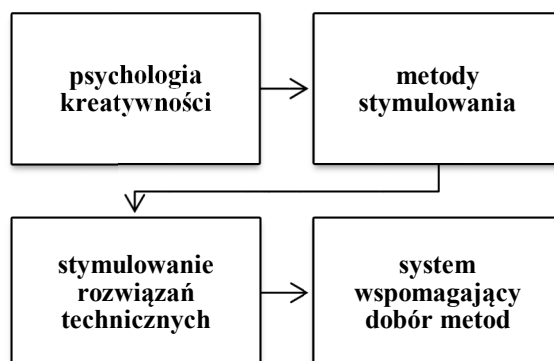 psychologia
kreatywności
metody
stymulowania
stymulowanie
rozwiązań
technicznych
system
wspomagający
dobór metod